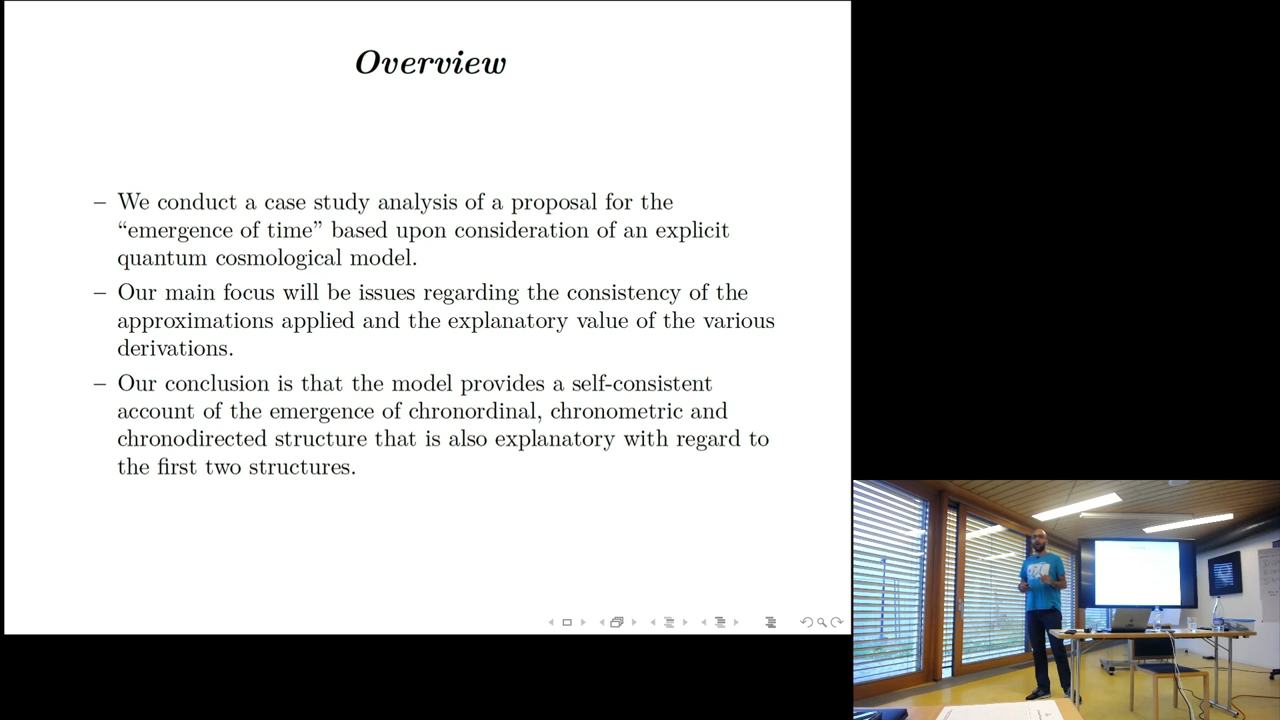 Overview
– We conduct a case study analysis of a proposal for the
“emergence of time” based upon consideration of an explicit
quantum cosmological model.
– Our main focus will be issues regarding the consistency of the
approximations applied and the explanatory value of the various
derivations.
– Our conclusion is that the model provides a self-consistent
account of the emergence of chronordinal, chronometric and
chronodirected structure that is also explanatory with regard to
the first two structures.